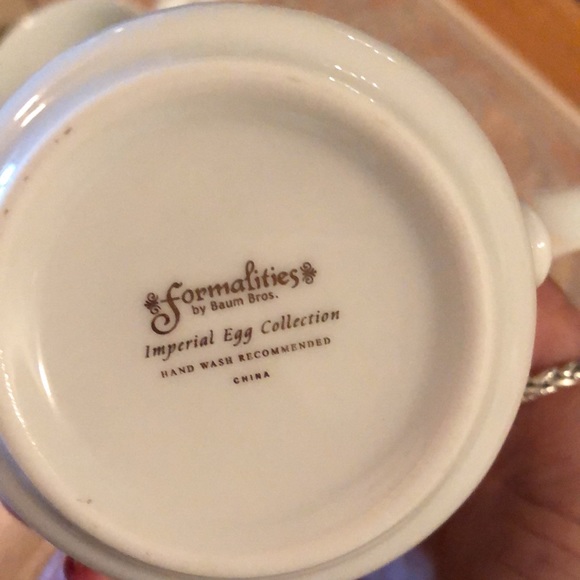 formalities
by Baum Bros.
Imperial Egg Collection
HAND WASH RECOMMENDED
CHINA